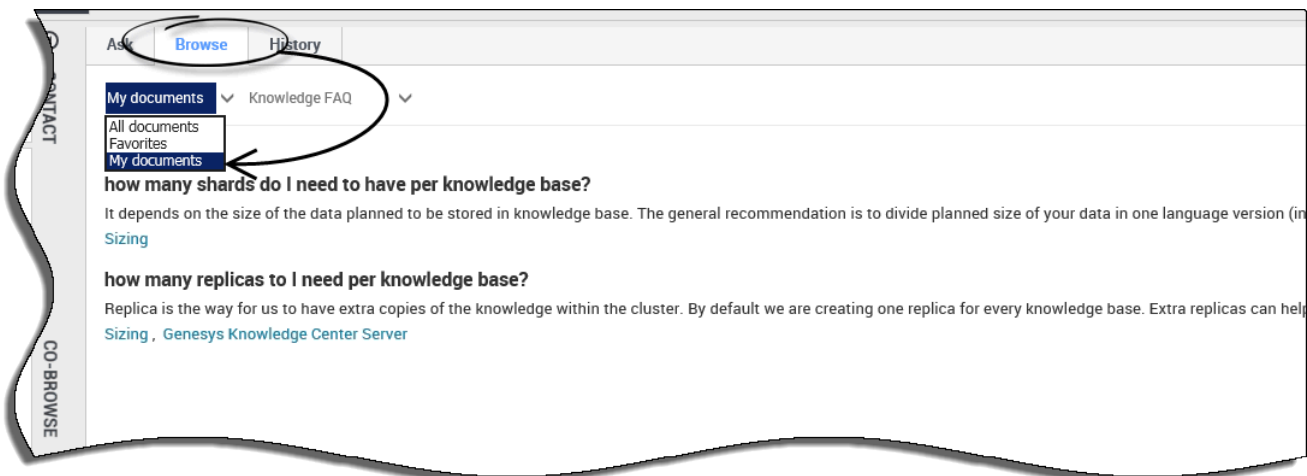 Ask Browse History
My documents Knowledge FAQ
All documents
Favorites
My documents
how many shards do I need to have per knowledge base?
It depends on the size of the data planned to be stored in knowledge base. The general recommendation is to divide planned size of your data in one language version (in
Sizing
how many replicas to I need per knowledge base?
Replica is the way for us to have extra copies of the knowledge within the cluster. By default we are creating one replica for every knowledge base. Extra replicas can help
Sizing , Genesys Knowledge Center Server
CO-BROWSE